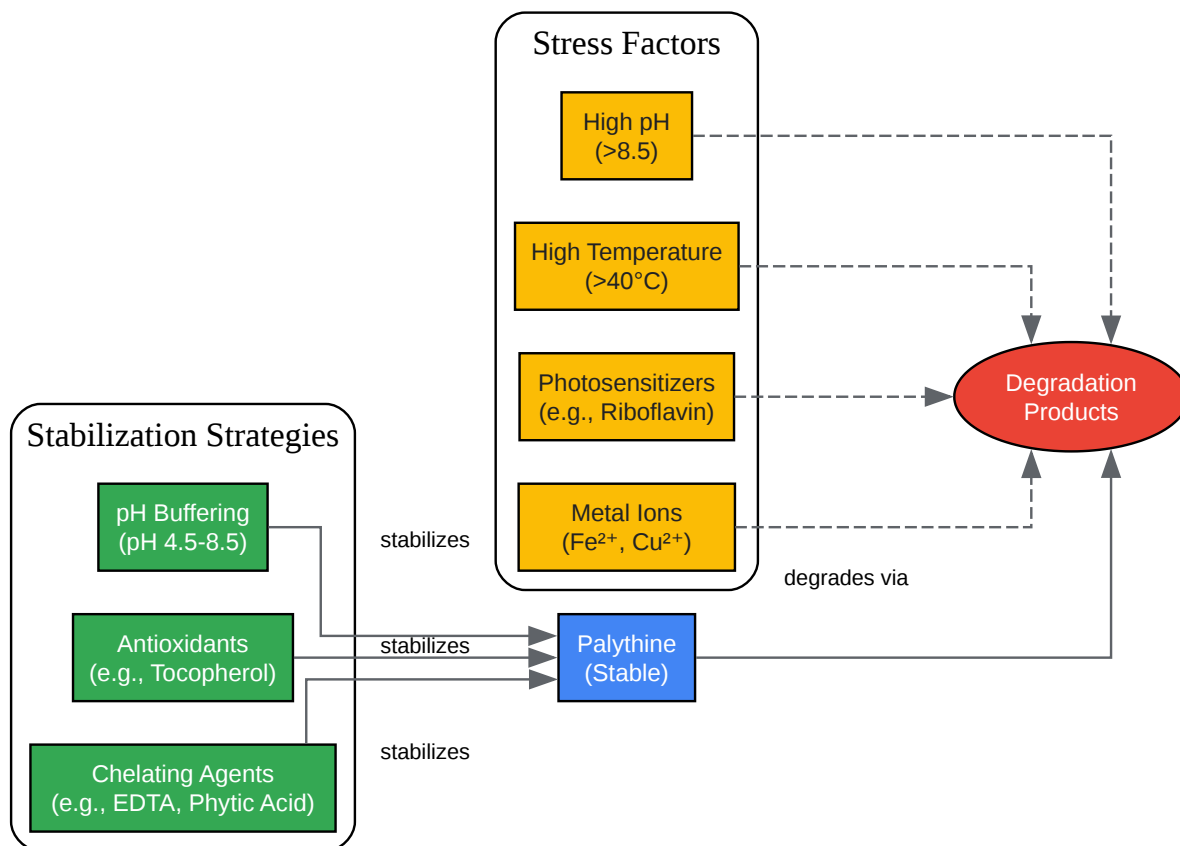 Stress Factors
High pH
(>8.5)
High Temperature
(>40°C)
Photosensitizers
(e.g., Riboflavin)
Metal Ions
(Fe²⁺, Cu²⁺)
Degradation
Products
Stabilization Strategies
pH Buffering
(pH 4.5-8.5)
Antioxidants
(e.g., Tocopherol)
Chelating Agents
(e.g., EDTA, Phytic Acid)
stabilizes
stabilizes
stabilizes
Palythine
(Stable)
degrades via